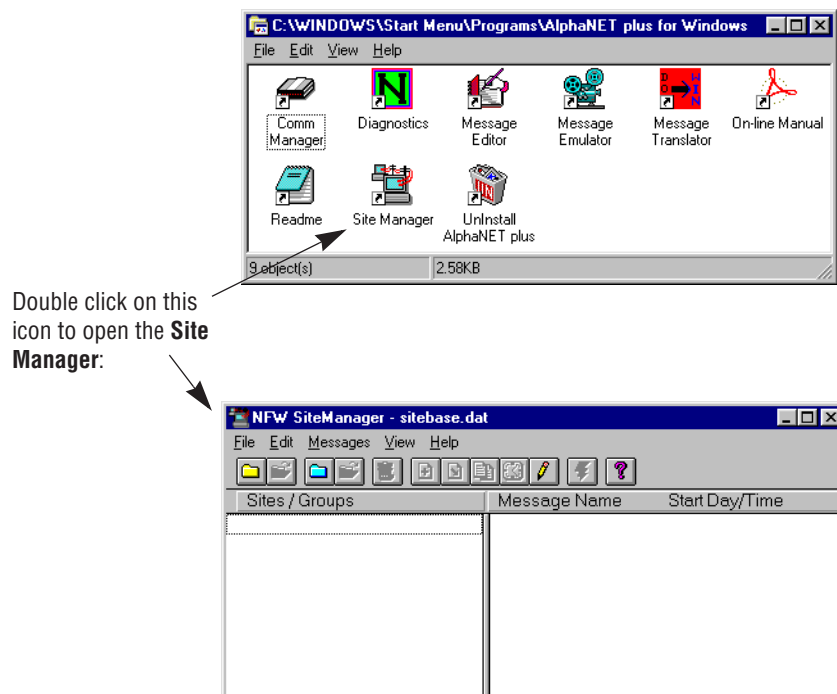 C:\WINDOWS\Start Menu\Programs\AlphaNET plus for Windows
File Edit View Help
Comm Manager
Diagnostics
Message Editor
Message Emulator
Message Translator
On-line Manual
Readme
Site Manager
UnInstall AlphaNET plus
9 object(s) 2.58KB
Double click on this
icon to open the Site
Manager:
NFW SiteManager - sitebase.dat
File Edit Messages View Help
Sites / Groups Message Name Start Day/Time